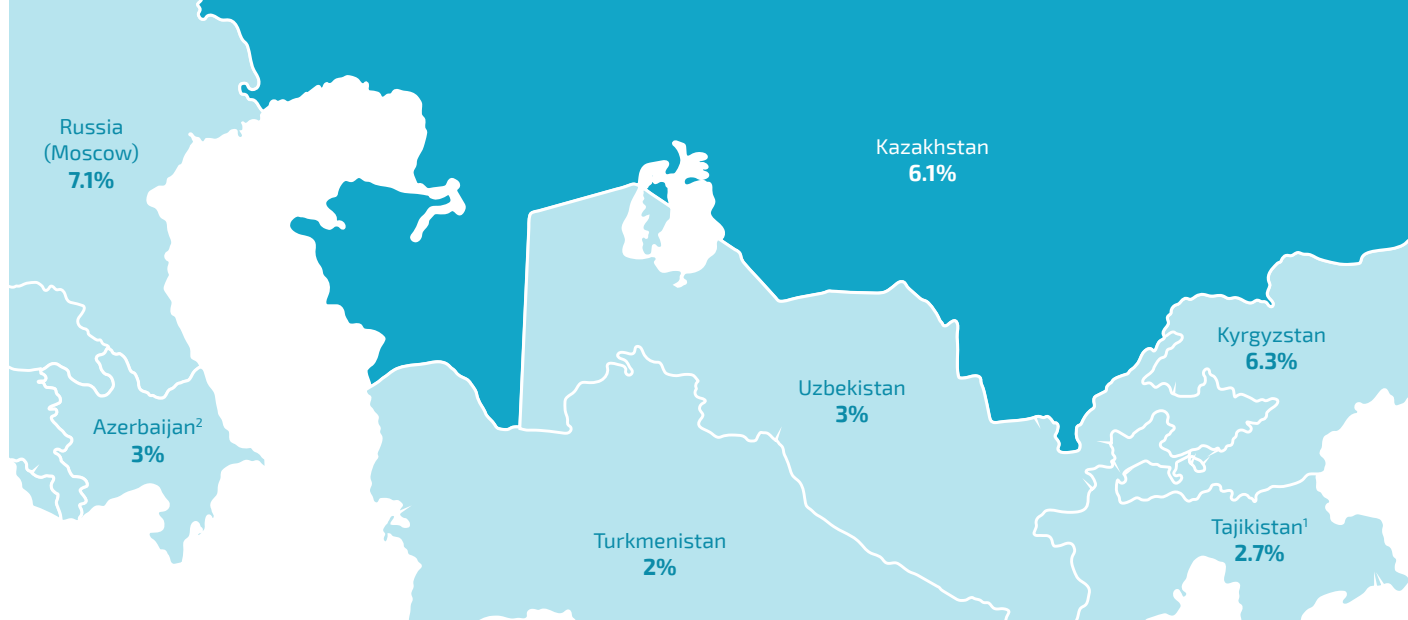 Russia
(Moscow)
7.1%
Kazakhstan
6.1%
Kyrgyzstan
6.3%
Uzbekistan
3%
Azerbaijan²
3%
Turkmenistan
2%
Tajikistan¹
2.7%